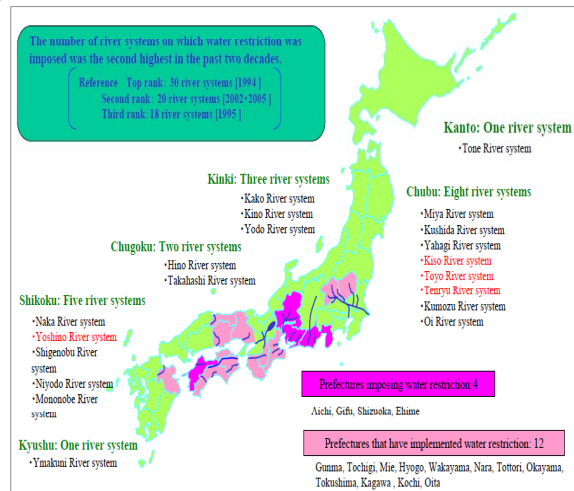 The number of river systems on which water restriction was
imposed was the second highest in the past two decades.
Reference Top rank: 30 river systems [1994]
Second rank: 20 river systems [2002・2005]
Third rank:18 river systems [1995]
Kanto: One river system
・Tone River system
Kinki: Three river systems
・Kako River system
・Kino River system
・Yodo River system
Chubu: Eight river systems
・Miya River system
・Kushida River system
・Yahagi River system
・Kiso River system
・Toyo River system
・Tenryu River system
・Kumozu River system
・Oi River system
Chugoku: Two river systems
・Hino River system
・Takahashi River system
Shikoku: Five river systems
・Naka River system
・Yoshino River system
・Shigenobu River
system
・Niyodo River system
・Mononobe River
system
Kyushu: One river system
・Ymakuni River system
Prefectures imposing water restriction:4
Aichi, Gifu, Shizuoka, Ehime
Prefectures that have implemented water restriction: 12
Gunma, Tochigi, Mie, Hyogo, Wakayama, Nara, Tottori, Okayama,
Tokushima, Kagawa , Kochi, Oita